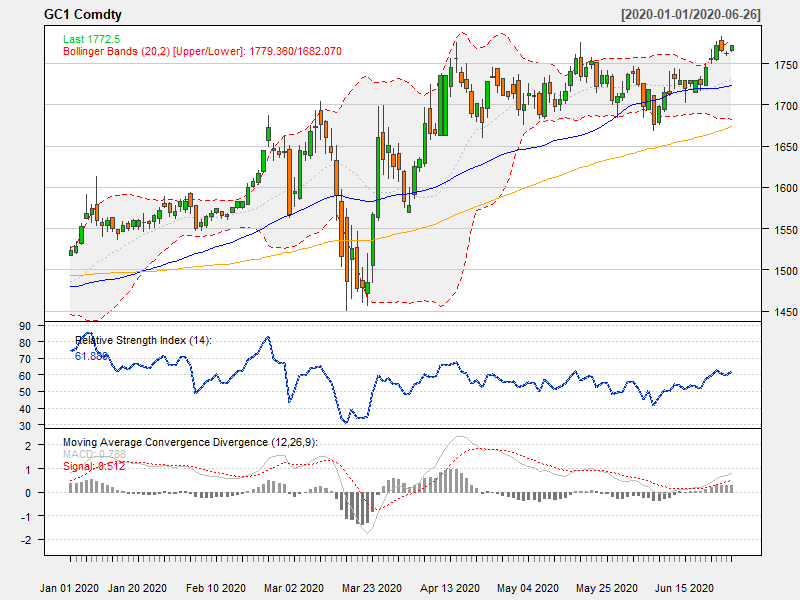 GC1 Comdty [2020-01-01/2020-06-26]
Last 1772.5
Bollinger Bands (20,2) [Upper/Lower]: 1779.360/1682.070
1750
1700
1650
1600
1550
1500
1450
Relative Strength Index (14):
61.888
90
80
70
60
50
40
30
Moving Average Convergence Divergence (12,26,9):
MACD: 0.788
Signal: 0.512
2
1
0
-1
-2
Jan 01 2020 Jan 20 2020 Feb 10 2020 Mar 02 2020 Mar 23 2020 Apr 13 2020 May 04 2020 May 25 2020 Jun 15 2020